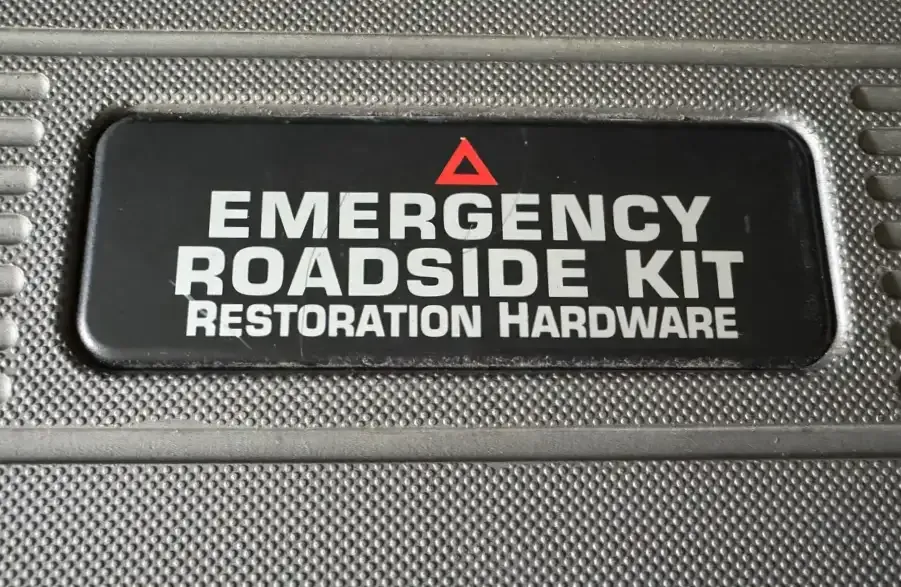 EMERGENCY
ROADSIDE KIT
RESTORATION HARDWARE